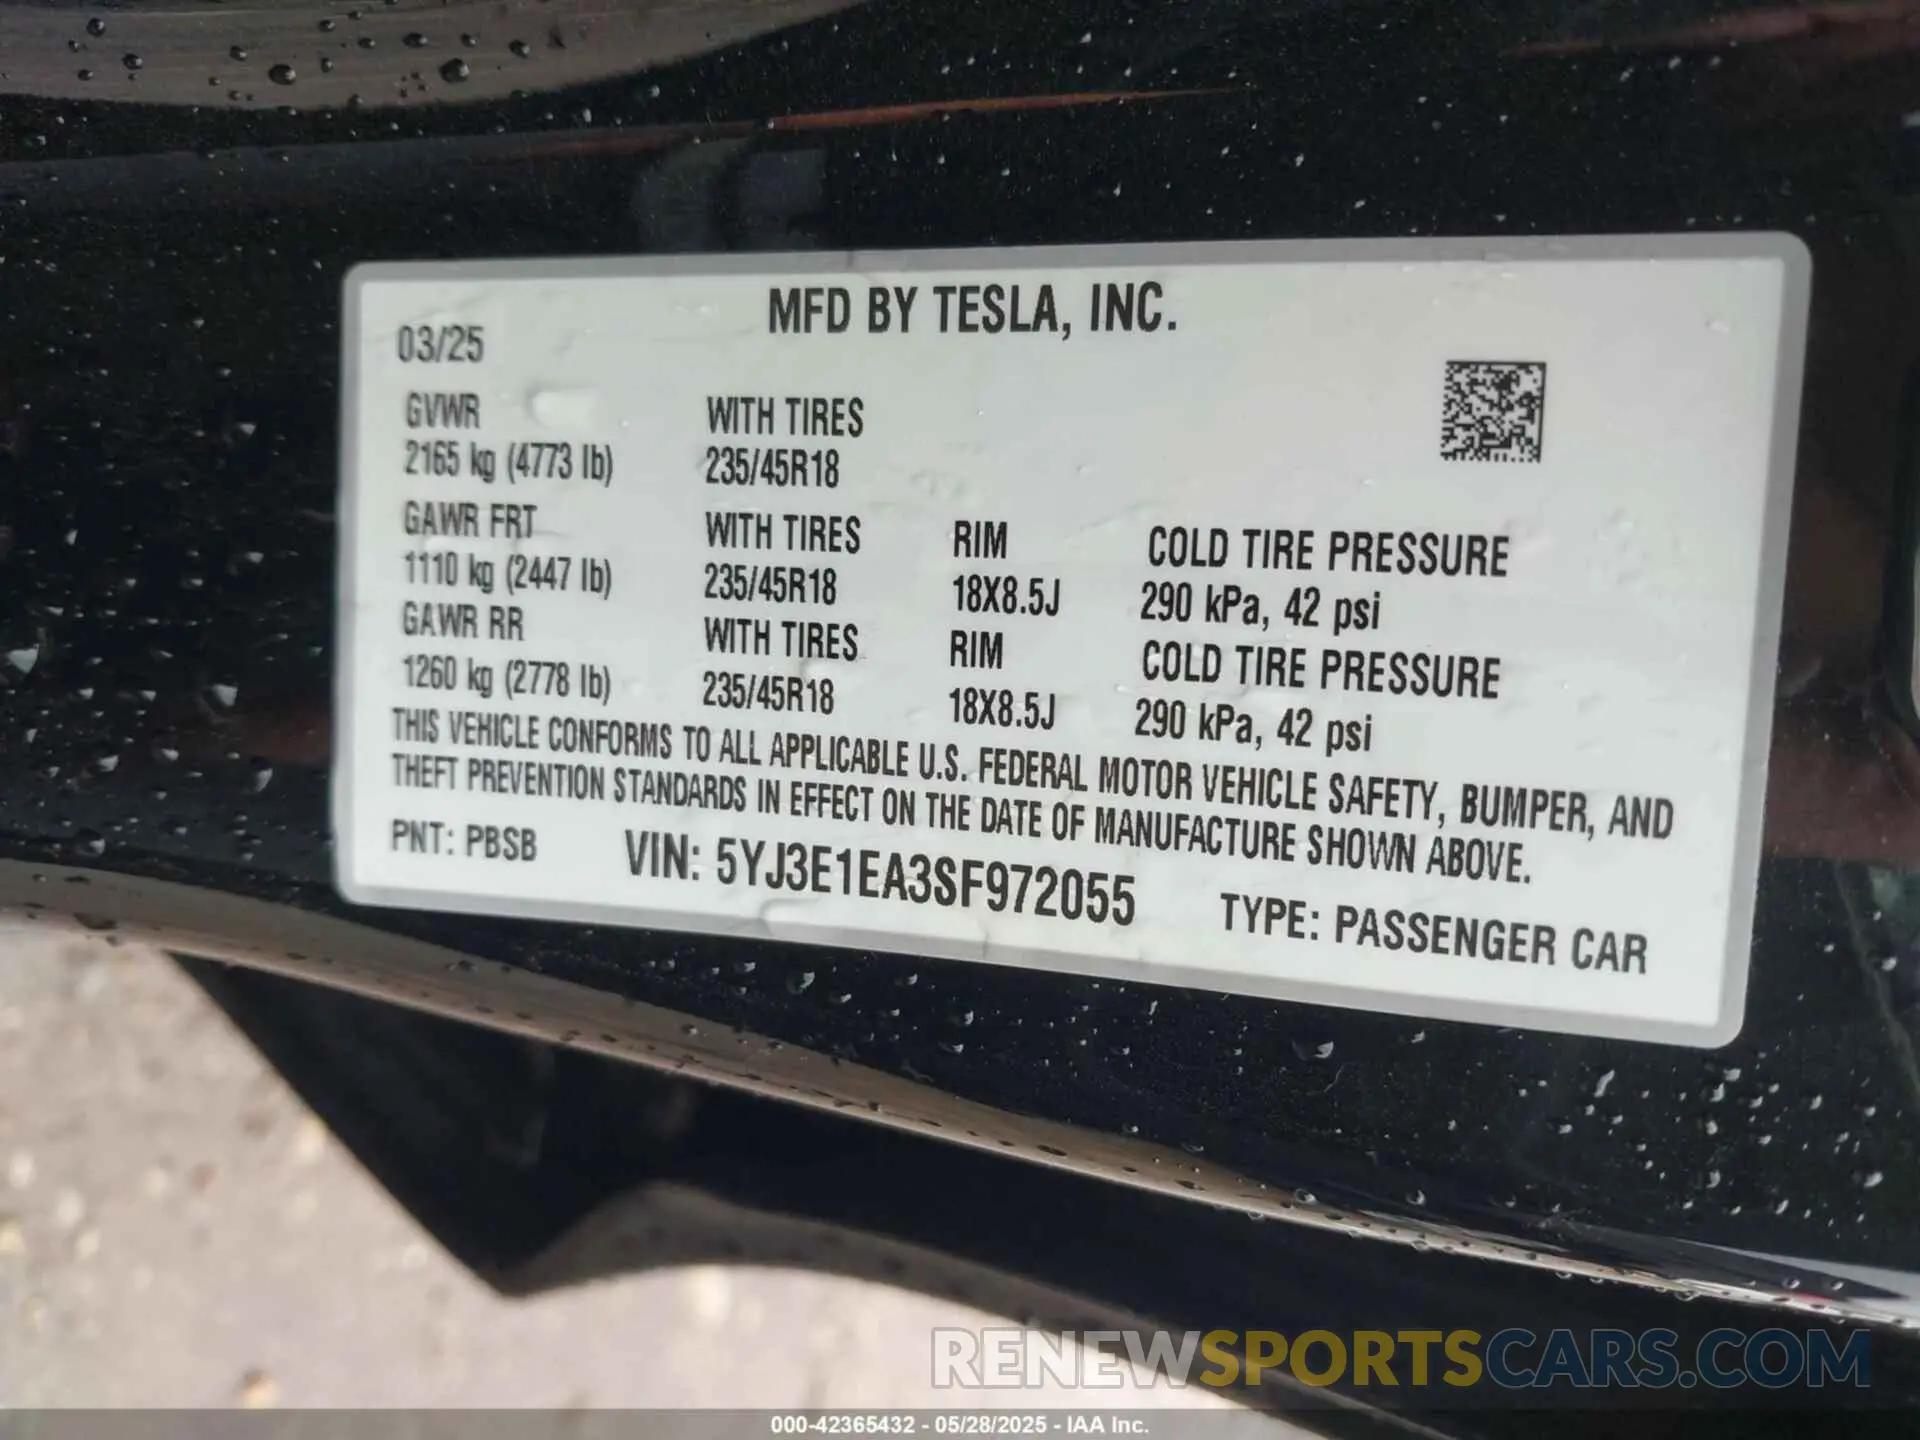 MFD BY TESLA, INC.
03/25
GVWR WITH TIRES
2165 kg (4773 lb) 235/45R18
GAWR FRT WITH TIRES RIM COLD TIRE PRESSURE
1110 kg (2447 lb) 235/45R18 18X8.5J 290 kPa, 42 psi
GAWR RR WITH TIRES RIM COLD TIRE PRESSURE
1260 kg (2778 lb) 235/45R18 18X8.5J 290 kPa, 42 psi
THIS VEHICLE CONFORMS TO ALL APPLICABLE U.S. FEDERAL MOTOR VEHICLE SAFETY, BUMPER, AND
THEFT PREVENTION STANDARDS IN EFFECT ON THE DATE OF MANUFACTURE SHOWN ABOVE.
PNT: PBSB VIN: 5YJ3E1EA3SF972055 TYPE: PASSENGER CAR
RENEWSPORTSCARS.COM
000-42365432 - 05/28/2025 - IAA Inc.